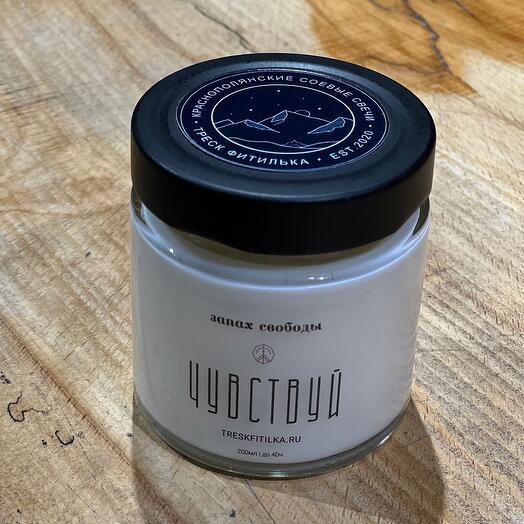 • КРАСНОПОЛЯНСКИЕ СОЕВЫЕ СВЕЧИ •
ТРЕСК ФИТИЛЬКА • EST.2020
запах свободы
ЧУВСТВУЙ
TRESKFITILKA.RU
200мл | до 40ч